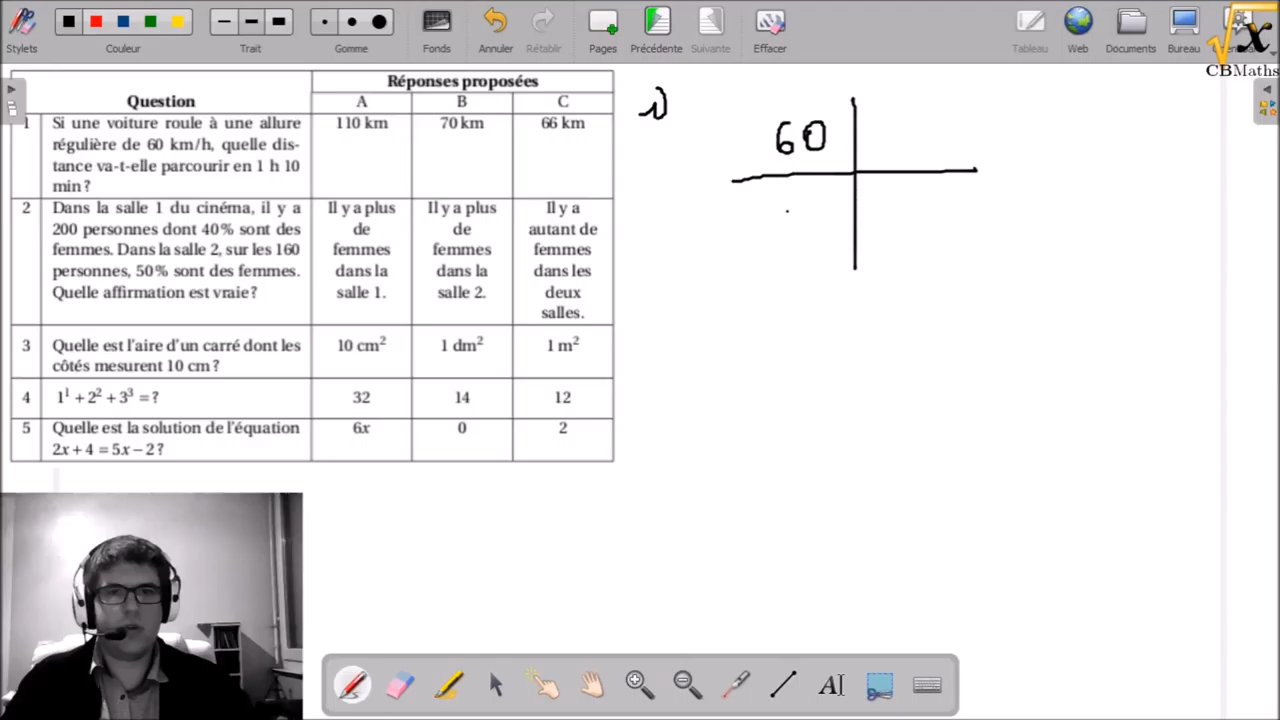 Stylets
Couleur
Trait
Gomme
Fonds
Annuler
Rétablir
Pages
Précédente
Suivante
Effacer
Tableau
Web
Documents
Bureau
CBMaths
Question
Réponses proposées
A
B
C
1
Si une voiture roule à une allure
régulière de 60 km/h, quelle dis-
tance va-t-elle parcourir en 1 h 10
min ?
110 km
70 km
66 km
2
Dans la salle 1 du cinéma, il y a
200 personnes dont 40% sont des
femmes. Dans la salle 2, sur les 160
personnes, 50% sont des femmes.
Quelle affirmation est vraie ?
Il y a plus
de
femmes
dans la
salle 1.
Il y a plus
de
femmes
dans la
salle 2.
Il y a
autant de
femmes
dans les
deux
salles.
3
Quelle est l'aire d'un carré dont les
côtés mesurent 10 cm ?
10 cm²
1 dm²
1 m²
4
1¹ + 2² + 3³ = ?
32
14
12
5
Quelle est la solution de l'équation
2x + 4 = 5x − 2 ?
6x
0
2
1)
60
AI